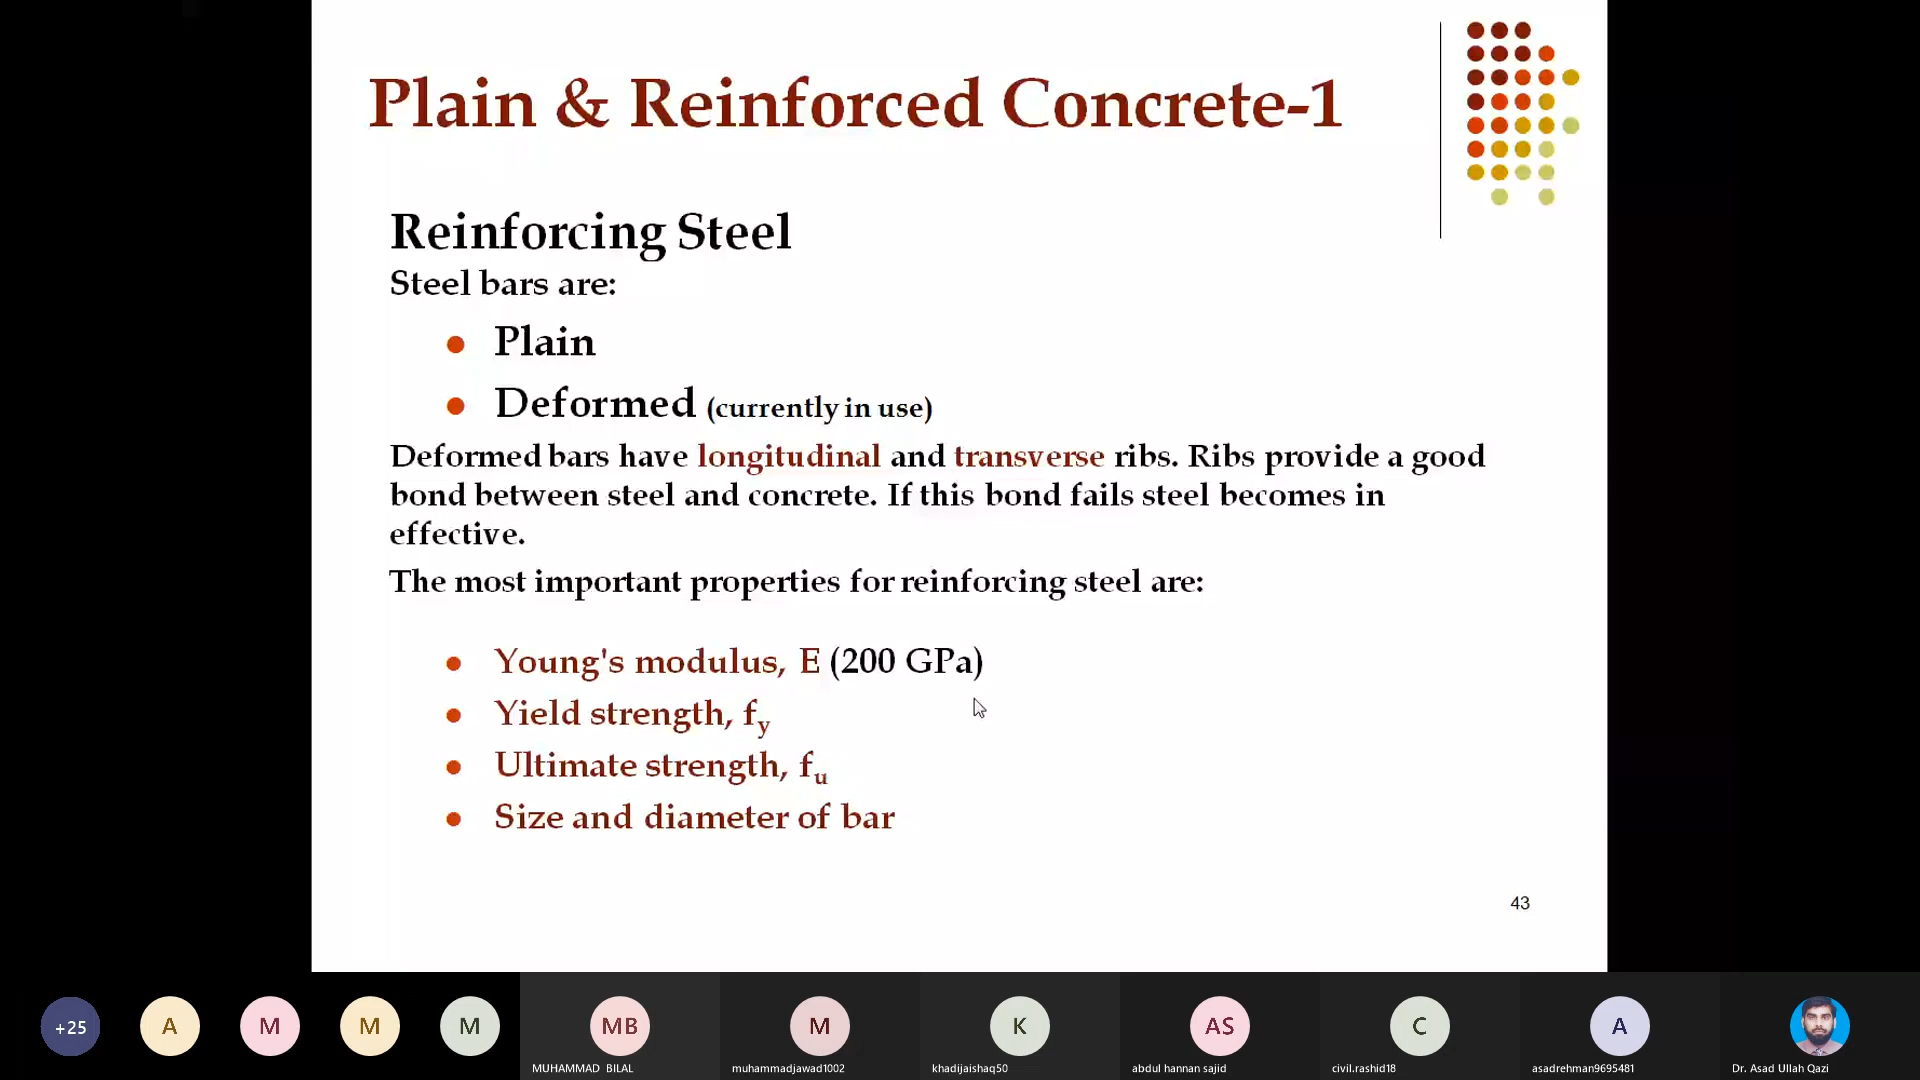 Plain & Reinforced Concrete-1
Reinforcing Steel
Steel bars are:
● Plain
● Deformed (currently in use)
Deformed bars have longitudinal and transverse ribs. Ribs provide a good
bond between steel and concrete. If this bond fails steel becomes in
effective.
The most important properties for reinforcing steel are:
● Young's modulus, E (200 GPa)
● Yield strength, fy
● Ultimate strength, fu
● Size and diameter of bar
43
+25 A M M M MB M K AS C A
MUHAMMAD BILAL muhammadjawad1002 khadijaishaq50 abdul hannan sajid civil.rashid18 asadrehman9695481 Dr. Asad Ullah Qazi